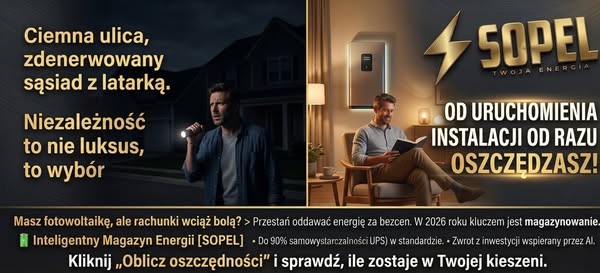 Ciemna ulica,
zdenerwowany
sąsiad z latarką.
Niezależność
to nie luksus,
to wybór
SOPEL
TWOJA ENERGIA
OD URUCHOMIENIA
INSTALACJI OD RAZU
OSZCZĘDZASZ!
Masz fotowoltaikę, ale rachunki wciąż bolą? > Przestań oddawać energię za bezcen. W 2026 roku kluczem jest magazynowanie.
Inteligentny Magazyn Energii [SOPEL] • Do 90% samowystarczalności UPS) w standardzie. • Zwrot z inwestycji wspierany przez AI.
Kliknij „Oblicz oszczędności” i sprawdź, ile zostaje w Twojej kieszeni.